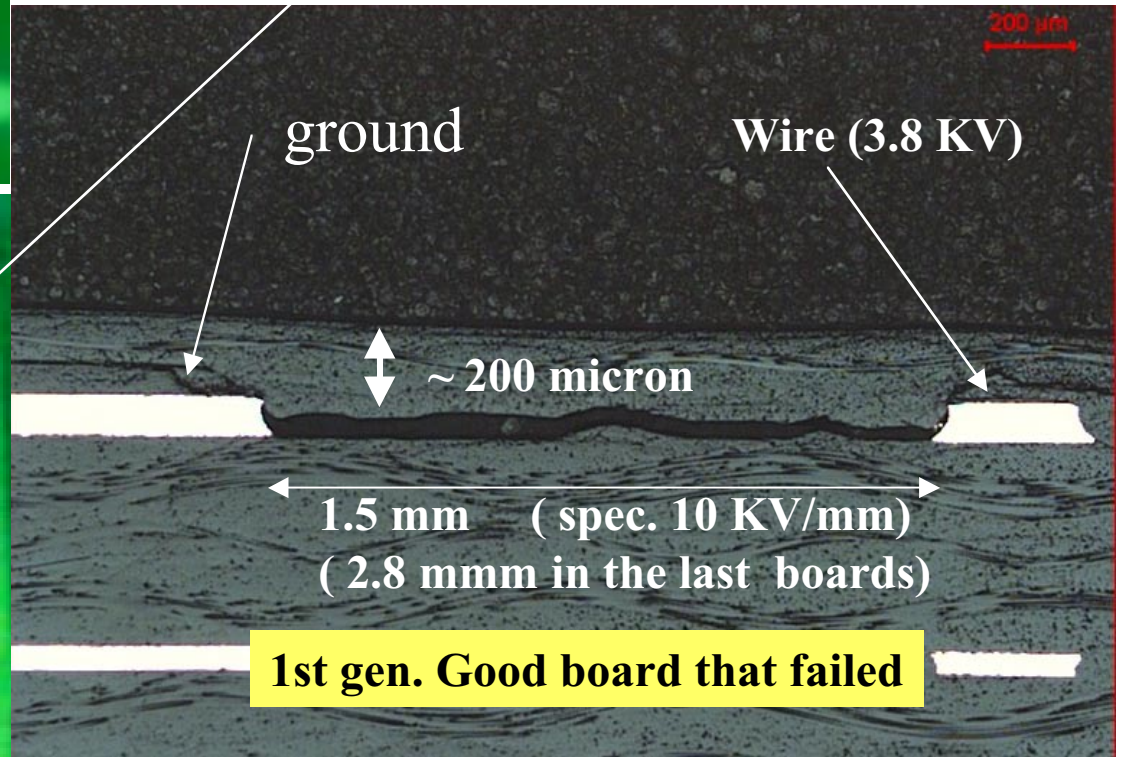 200 µm
ground
Wire (3.8 KV)
~ 200 micron
1.5 mm ( spec. 10 KV/mm)
( 2.8 mmm in the last boards)
1st gen. Good board that failed